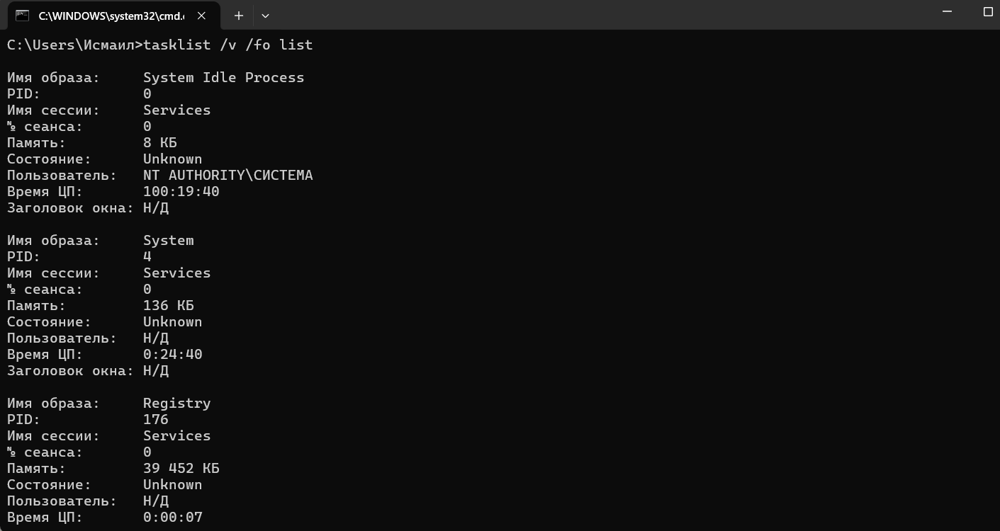 C:\WINDOWS\system32\cmd.e
C:\Users\Исмаил>tasklist /v /fo list
Имя образа: System Idle Process
PID: 0
Имя сессии: Services
№ сеанса: 0
Память: 8 КБ
Состояние: Unknown
Пользователь: NT AUTHORITY\СИСТЕМА
Время ЦП: 100:19:40
Заголовок окна: Н/Д
Имя образа: System
PID: 4
Имя сессии: Services
№ сеанса: 0
Память: 136 КБ
Состояние: Unknown
Пользователь: Н/Д
Время ЦП: 0:24:40
Заголовок окна: Н/Д
Имя образа: Registry
PID: 176
Имя сессии: Services
№ сеанса: 0
Память: 39 452 КБ
Состояние: Unknown
Пользователь: Н/Д
Время ЦП: 0:00:07